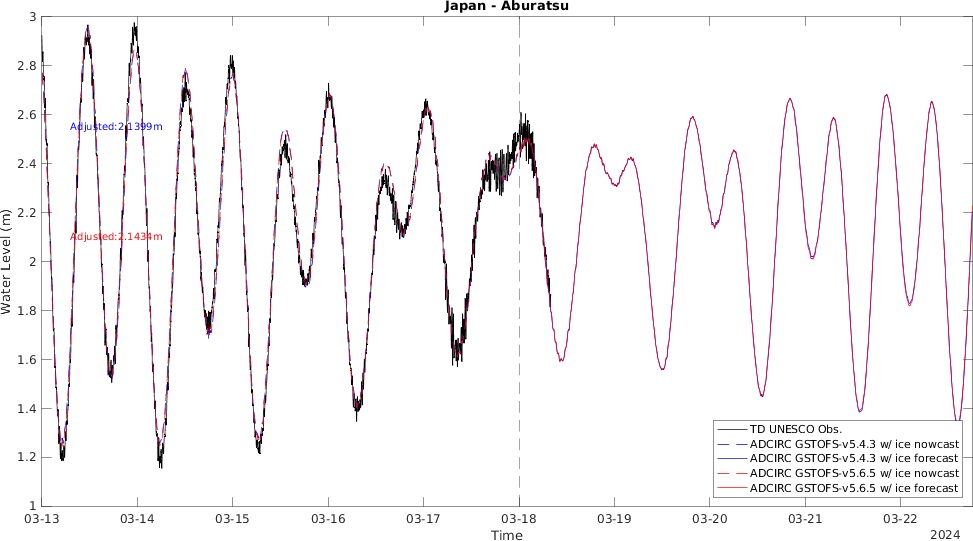 Japan - Aburatsu
3
2.8
2.6
2.4
2.2
2
1.8
1.6
1.4
1.2
1
Water Level (m)
Adjusted:2.1399m
Adjusted:2.1434m
TD UNESCO Obs.
ADCIRC GSTOFS-v5.4.3 w/ ice nowcast
ADCIRC GSTOFS-v5.4.3 w/ ice forecast
ADCIRC GSTOFS-v5.6.5 w/ ice nowcast
ADCIRC GSTOFS-v5.6.5 w/ ice forecast
03-13 03-14 03-15 03-16 03-17 03-18 03-19 03-20 03-21 03-22
Time
2024